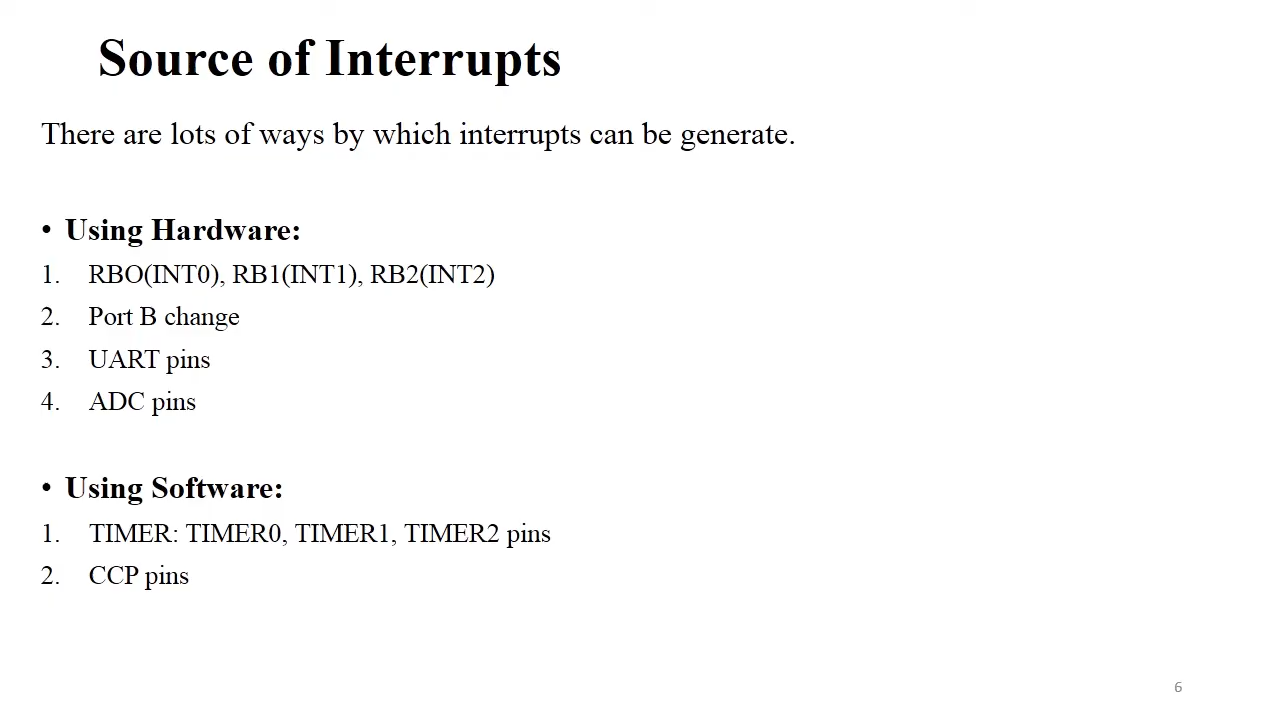 Source of Interrupts
There are lots of ways by which interrupts can be generate.
• Using Hardware:
1. RBO(INT0), RB1(INT1), RB2(INT2)
2. Port B change
3. UART pins
4. ADC pins
• Using Software:
1. TIMER: TIMER0, TIMER1, TIMER2 pins
2. CCP pins
6